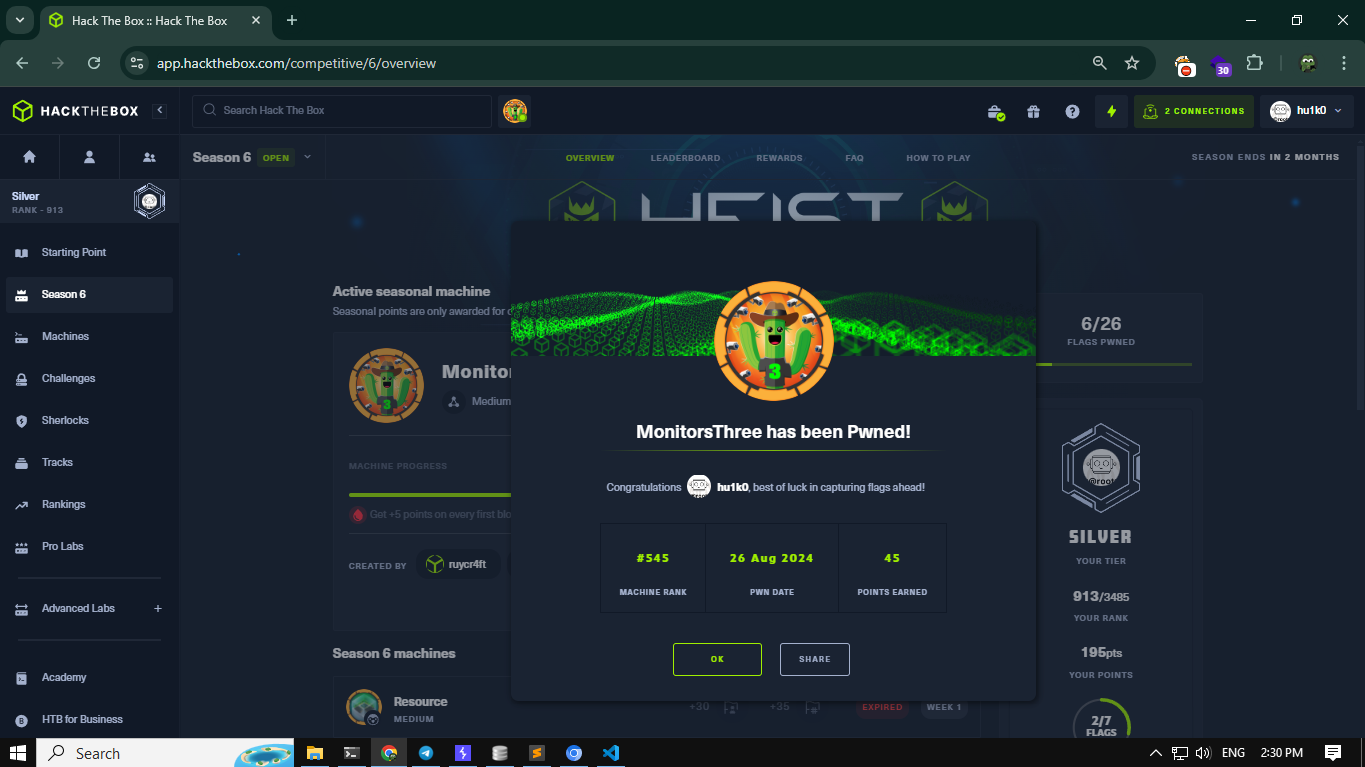 Hack The Box :: Hack The Box
app.hackthebox.com/competitive/6/overview
30
HACKTHEBOX
Search Hack The Box
2 CONNECTIONS
hu1k0
Season 6 OPEN
OVERVIEW
LEADERBOARD
REWARDS
FAQ
HOW TO PLAY
SEASON ENDS IN 2 MONTHS
Silver
RANK - 913
Starting Point
Season 6
Machines
Challenges
Sherlocks
Tracks
Rankings
Pro Labs
Advanced Labs
Academy
HTB for Business
HEIST
Active seasonal machine
Seasonal points are only awarded for
3
Monitor
Medium
MACHINE PROGRESS
Get +5 points on every first blo
CREATED BY
ruycr4ft
Season 6 machines
Resource
MEDIUM
+30
+35
EXPIRED
WEEK 1
3
MonitorsThree has been Pwned!
Congratulations hu1k0, best of luck in capturing flags ahead!
#545
MACHINE RANK
26 Aug 2024
PWN DATE
45
POINTS EARNED
OK
SHARE
6/26
FLAGS PWNED
@root
SILVER
YOUR TIER
913/3485
YOUR RANK
195pts
YOUR POINTS
2/7
FLAGS
Search
ENG
2:30 PM